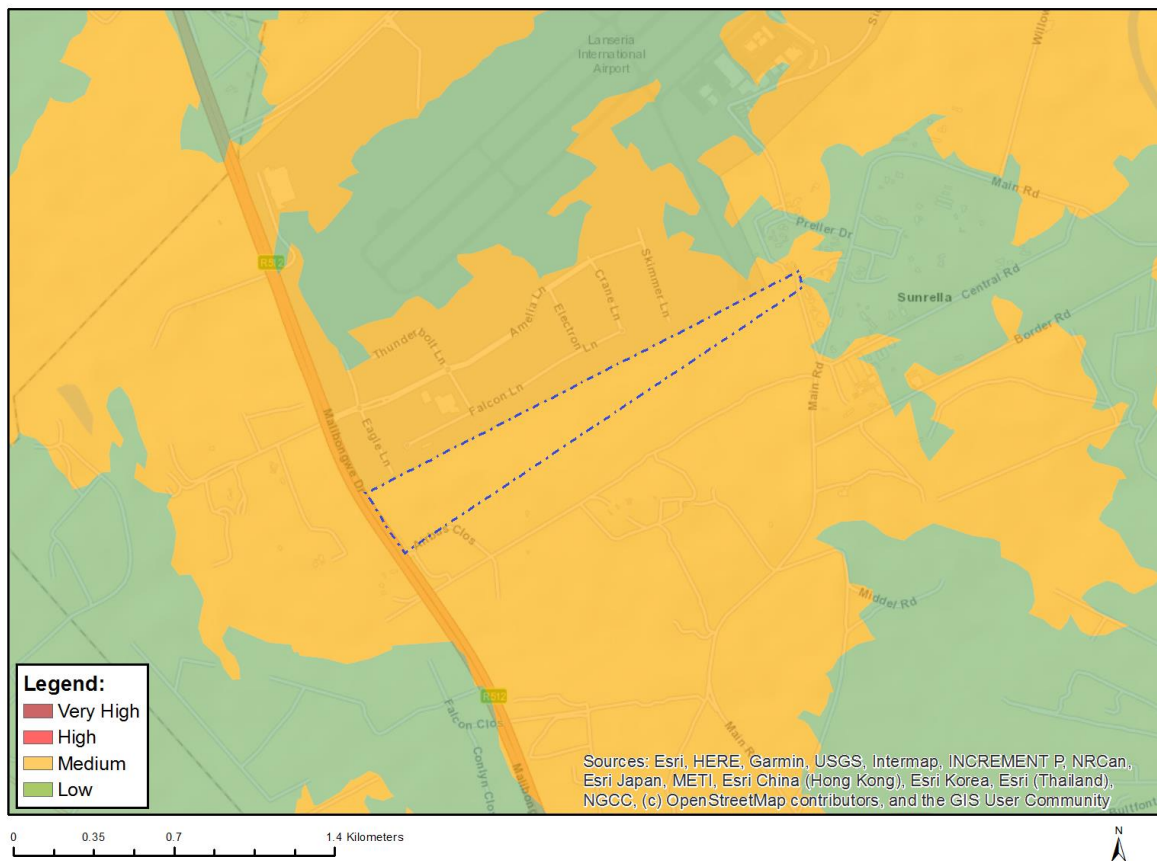 Lanseria
International
Airport
Main Rd
Preller Dr
R512
Skimmer Ln
Crane Ln
Sunrella
Central Rd
Amelia Ln
Electron
Ln
Border Rd
Thunderbolt Ln
Falcon Ln
Main Rd
Eagle Ln
Malibongwe Dr
Clos
Midder Rd
R512
Falcon Clos
Conlyn Clos
Main
Legend:
Very High
High
Medium
Low
Sources: Esri, HERE, Garmin, USGS, Intermap, INCREMENT P, NRCan,
Esri Japan, METI, Esri China (Hong Kong), Esri Korea, Esri (Thailand),
NGCC, (c) OpenStreetMap contributors, and the GIS User Community
0 0.35 0.7 1.4 Kilometers
N